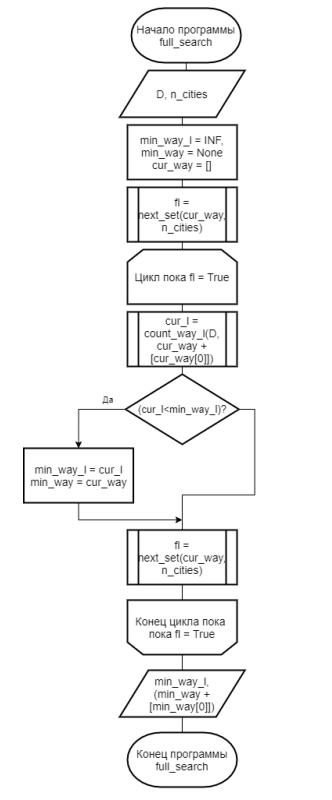 Начало программы
full_search
D, n_cities
min_way_l = INF,
min_way = None
cur_way = []
fl =
next_set(cur_way,
n_cities)
Цикл пока fl = True
cur_l =
count_way_l(D,
cur_way +
[cur_way[0]])
Да
(cur_l<min_way_l)?
min_way_l = cur_l
min_way = cur_way
fl =
next_set(cur_way,
n_cities)
Конец цикла пока
пока fl = True
min_way_l,
(min_way +
[min_way[0]])
Конец программы
full_search